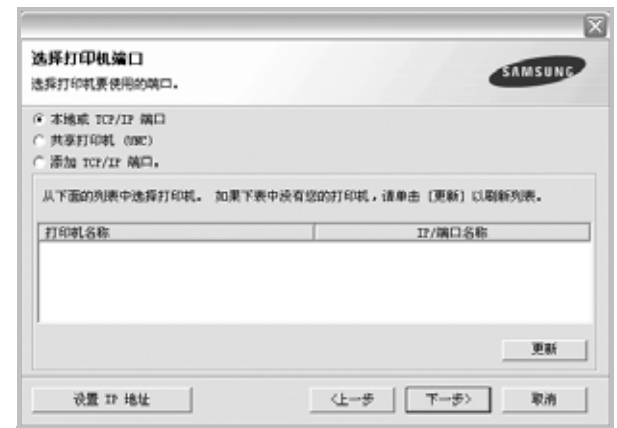 选择打印机端口
选择打印机要使用的端口。
SAMSUNG
本地或 TCP/IP 端口
共享打印机 (UNC)
添加 TCP/IP 端口。
从下面的列表中选择打印机。 如果下表中没有您的打印机，请单击 [更新] 以刷新列表。
打印机名称 IP/端口名称
更新
设置 IP 地址 <上一步 下一步> 取消